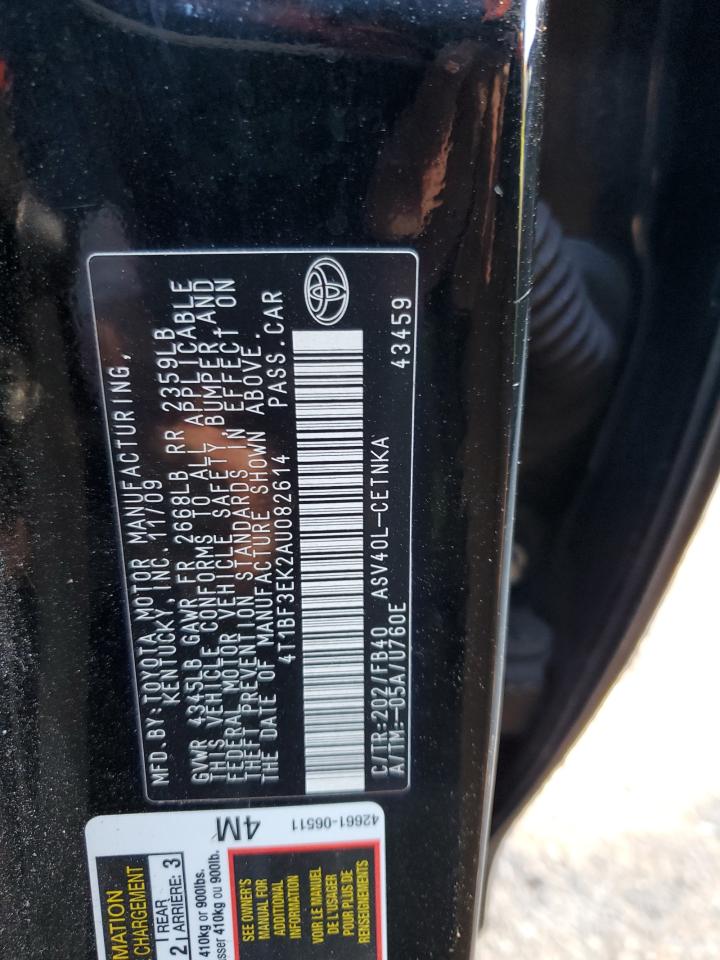 MFD.BY:TOYOTA MOTOR MANUFACTURING,
KENTUCKY, INC. 11/09
GVWR 4345LB GAWR FR 2668LB RR 2359LB
THIS VEHICLE CONFORMS TO ALL APPLICABLE
FEDERAL MOTOR VEHICLE SAFETY BUMPER AND
THEFT PREVENTION STANDARDS IN EFFECT ON
THE DATE OF MANUFACTURE SHOWN ABOVE.
4T1BF3EK2AU082614 PASS.CAR
C/TR:202/FB40 ASV40L-CETNKA 43459
A/TM:-05A/U760E
MATION
CHARGEMENT
2 REAR
ARRIÈRE: 3
410kg or 900lbs.
sser 410kg ou 900lb.
4M
SEE OWNER'S
MANUAL FOR
ADDITIONAL
INFORMATION
VOIR LE MANUEL
DE L'USAGER
POUR PLUS DE
RENSEIGNEMENTS
42661-06511